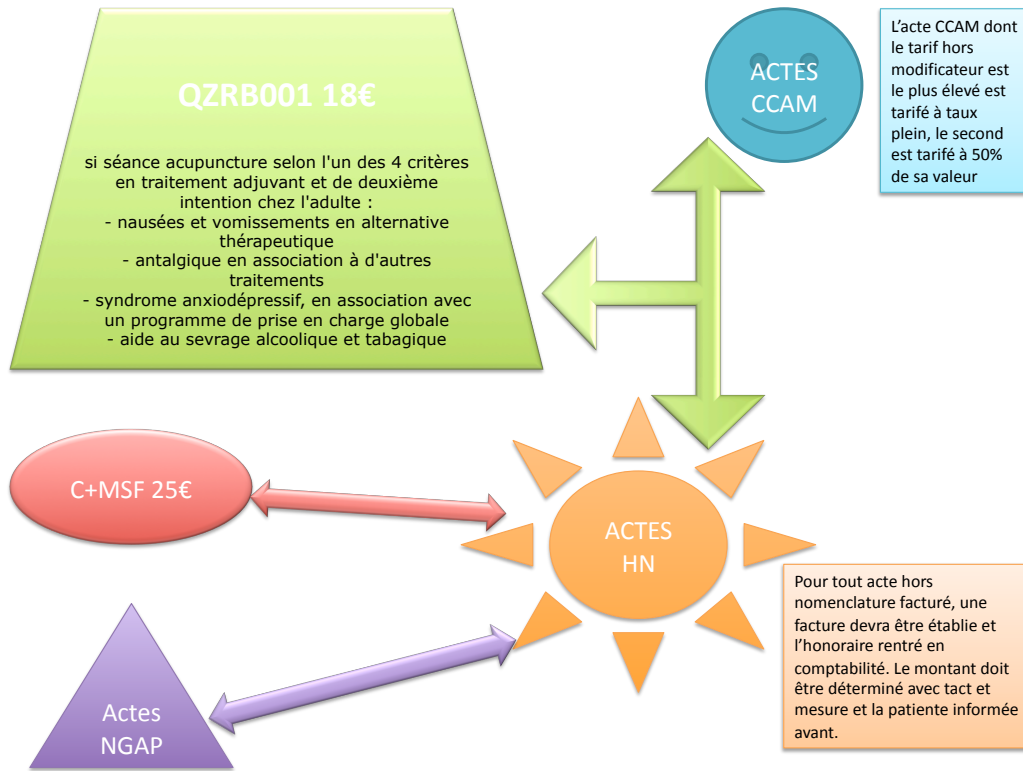 QZRB001 18€
si séance acupuncture selon l'un des 4 critères
en traitement adjuvant et de deuxième
intention chez l'adulte :
- nausées et vomissements en alternative
thérapeutique
- antalgique en association à d'autres
traitements
- syndrome anxiodépressif, en association avec
un programme de prise en charge globale
- aide au sevrage alcoolique et tabagique
ACTES
CCAM
L'acte CCAM dont
le tarif hors
modificateur est
le plus élevé est
tarifé à taux
plein, le second
est tarifé à 50%
de sa valeur
C+MSF 25€
ACTES
HN
Pour tout acte hors
nomenclature facturé, une
facture devra être établie et
l'honoraire rentré en
comptabilité. Le montant doit
être déterminé avec tact et
mesure et la patiente informée
avant.
Actes
NGAP